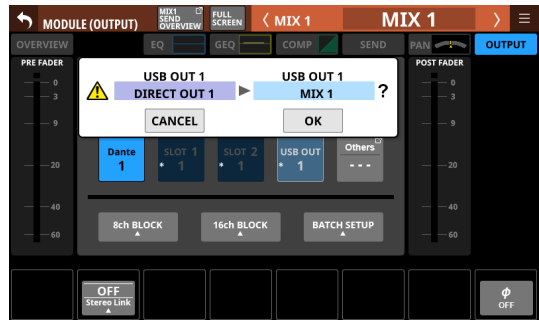 MODULE (OUTPUT)
MIX1
SEND
OVERVIEW
FULL
SCREEN
MIX 1
MIX 1
OVERVIEW
EQ
GEQ
COMP
SEND
PAN
OUTPUT
PRE FADER
POST FADER
USB OUT 1
DIRECT OUT 1
USB OUT 1
MIX 1
?
CANCEL
OK
0
3
9
20
40
60
0
3
9
20
40
60
Dante
1
SLOT 1
* 1
SLOT 2
* 1
USB OUT
* 1
Others
---
8ch BLOCK
16ch BLOCK
BATCH SETUP
OFF
Stereo Link
φ
OFF